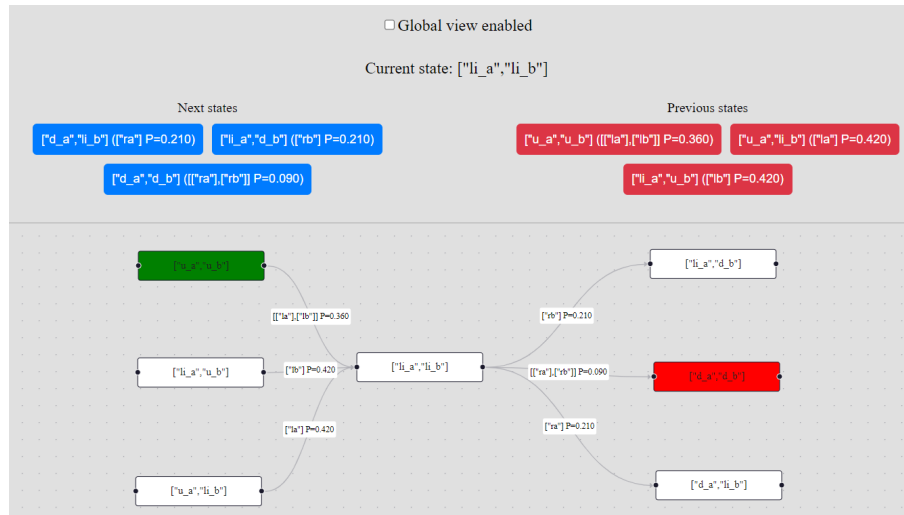 Global view enabled
Current state: ["li_a","li_b"]
Next states
["d_a","li_b"] (["ra"] P=0.210)
["li_a","d_b"] (["rb"] P=0.210)
["d_a","d_b"] ([["ra"],["rb"]] P=0.090)
Previous states
["u_a","u_b"] ([["la"],["lb"]] P=0.360)
["u_a","li_b"] (["la"] P=0.420)
["li_a","u_b"] (["lb"] P=0.420)
["u_a","u_b"]
["li_a","d_b"]
[["la"],["lb"]] P=0.360
["rb"] P=0.210
["li_a","u_b"]
["lb"] P=0.420
["li_a","li_b"]
[["ra"],["rb"]] P=0.090
["d_a","d_b"]
["la"] P=0.420
["ra"] P=0.210
["u_a","li_b"]
["d_a","li_b"]